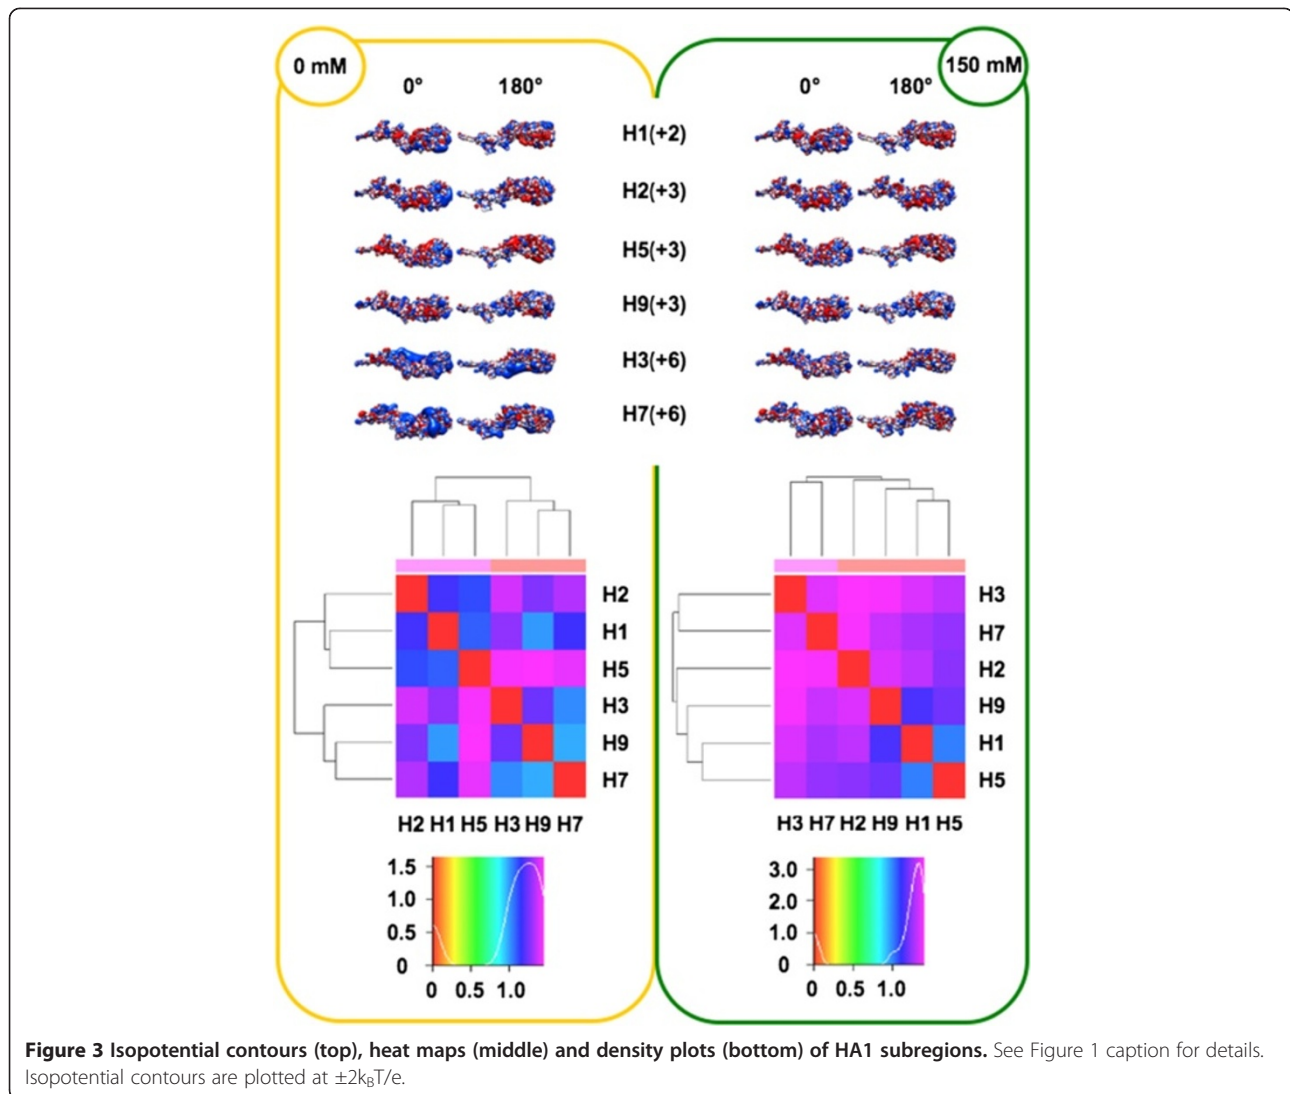 0 mM
150 mM
0° 180°
0° 180°
H1(+2)
H2(+3)
H5(+3)
H9(+3)
H3(+6)
H7(+6)
H2
H1
H5
H3
H9
H7
H2 H1 H5 H3 H9 H7
H3
H7
H2
H9
H1
H5
H3 H7 H2 H9 H1 H5
1.5
1.0
0.5
0
0 0.5 1.0
3.0
2.0
1.0
0
0 0.5 1.0
Figure 3 Isopotential contours (top), heat maps (middle) and density plots (bottom) of HA1 subregions. See Figure 1 caption for details.
Isopotential contours are plotted at ±2k_BT/e.